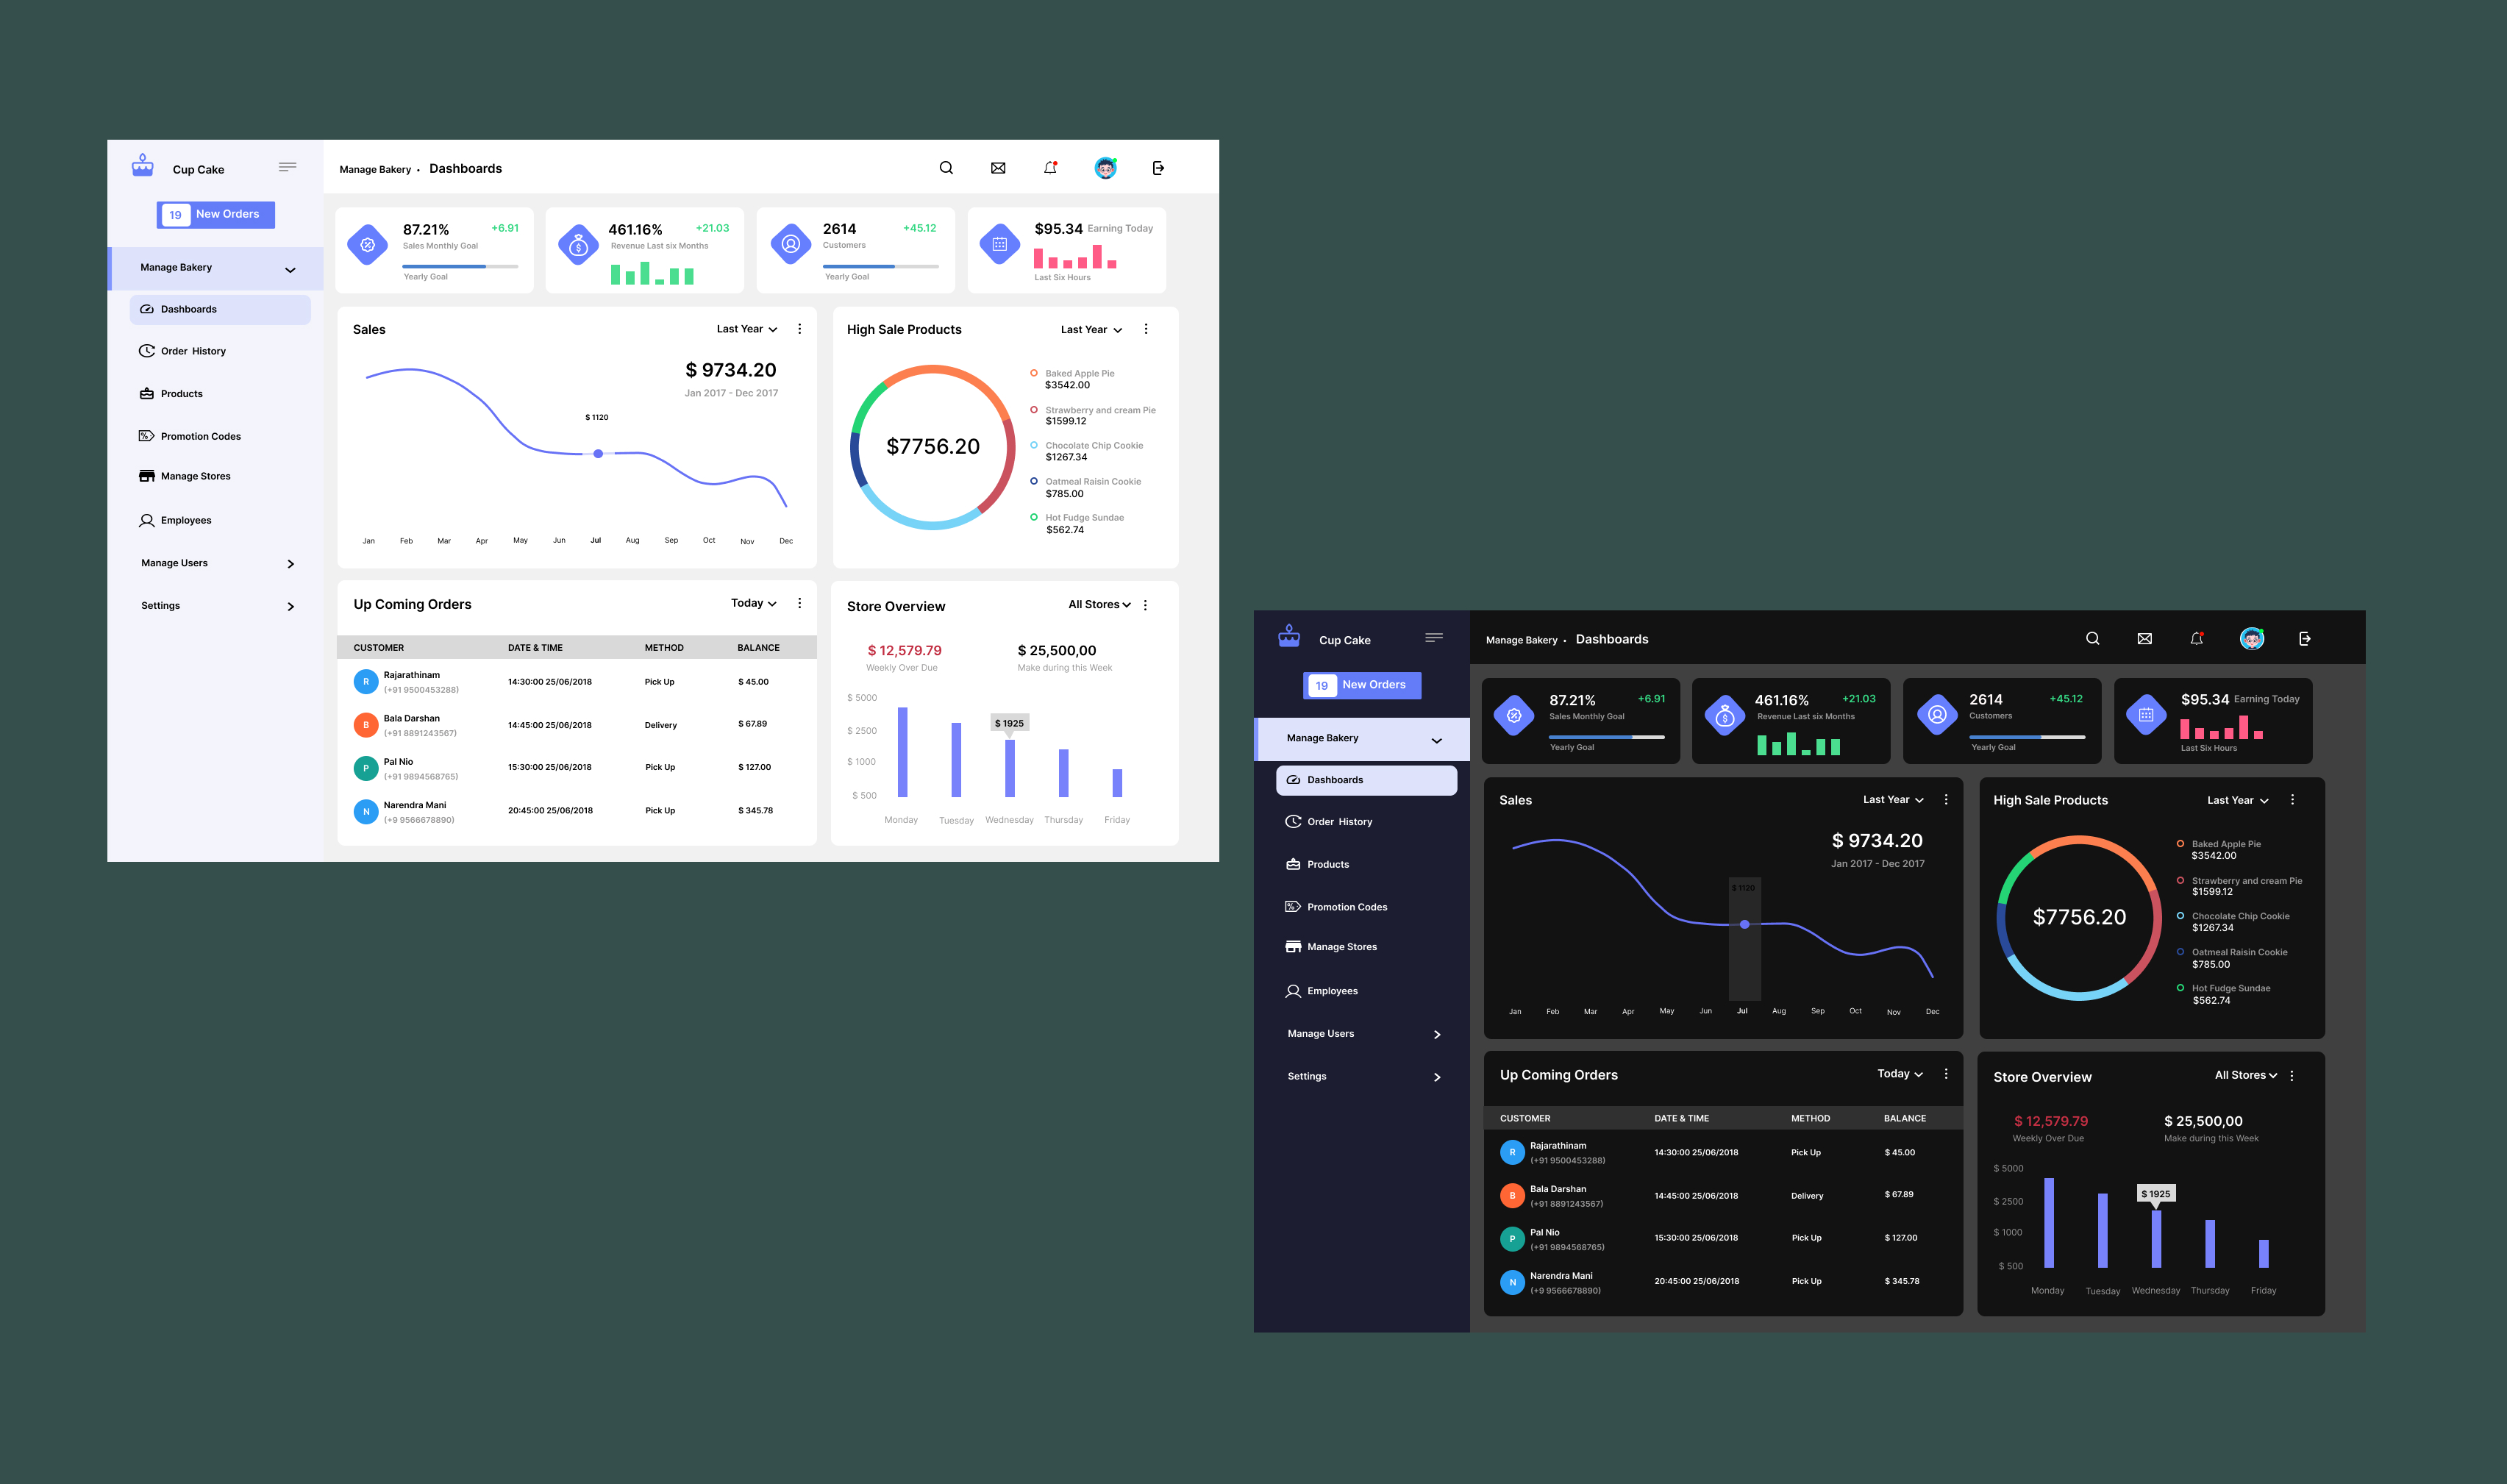 Cup Cake
19 New Orders
Manage Bakery
Dashboards
Order History
Products
Promotion Codes
Manage Stores
Employees
Manage Users
Settings
Manage Bakery • Dashboards
87.21% +6.91
Sales Monthly Goal
Yearly Goal
461.16% +21.03
Revenue Last six Months
2614 +45.12
Customers
Yearly Goal
$95.34 Earning Today
Last Six Hours
Sales Last Year
$ 9734.20
Jan 2017 - Dec 2017
$ 1120
Jan Feb Mar Apr May Jun Jul Aug Sep Oct Nov Dec
High Sale Products Last Year
$7756.20
Baked Apple Pie
$3542.00
Strawberry and cream Pie
$1599.12
Chocolate Chip Cookie
$1267.34
Oatmeal Raisin Cookie
$785.00
Hot Fudge Sundae
$562.74
Up Coming Orders Today
CUSTOMER DATE & TIME METHOD BALANCE
R Rajarathinam 14:30:00 25/06/2018 Pick Up $ 45.00
(+91 9500453288)
B Bala Darshan 14:45:00 25/06/2018 Delivery $ 67.89
(+91 8891243567)
P Pal Nio 15:30:00 25/06/2018 Pick Up $ 127.00
(+91 9894568765)
N Narendra Mani 20:45:00 25/06/2018 Pick Up $ 345.78
(+9 9566678890)
Store Overview All Stores
$ 12,579.79 $ 25,500,00
Weekly Over Due Make during this Week
$ 5000
$ 1925
$ 2500
$ 1000
$ 500
Monday Tuesday Wednesday Thursday Friday
Cup Cake
19 New Orders
Manage Bakery
Dashboards
Order History
Products
Promotion Codes
Manage Stores
Employees
Manage Users
Settings
Manage Bakery • Dashboards
87.21% +6.91
Sales Monthly Goal
Yearly Goal
461.16% +21.03
Revenue Last six Months
2614 +45.12
Customers
Yearly Goal
$95.34 Earning Today
Last Six Hours
Sales Last Year
$ 9734.20
Jan 2017 - Dec 2017
$ 1120
Jan Feb Mar Apr May Jun Jul Aug Sep Oct Nov Dec
High Sale Products Last Year
$7756.20
Baked Apple Pie
$3542.00
Strawberry and cream Pie
$1599.12
Chocolate Chip Cookie
$1267.34
Oatmeal Raisin Cookie
$785.00
Hot Fudge Sundae
$562.74
Up Coming Orders Today
CUSTOMER DATE & TIME METHOD BALANCE
R Rajarathinam 14:30:00 25/06/2018 Pick Up $ 45.00
(+91 9500453288)
B Bala Darshan 14:45:00 25/06/2018 Delivery $ 67.89
(+91 8891243567)
P Pal Nio 15:30:00 25/06/2018 Pick Up $ 127.00
(+91 9894568765)
N Narendra Mani 20:45:00 25/06/2018 Pick Up $ 345.78
(+9 9566678890)
Store Overview All Stores
$ 12,579.79 $ 25,500,00
Weekly Over Due Make during this Week
$ 5000
$ 1925
$ 2500
$ 1000
$ 500
Monday Tuesday Wednesday Thursday Friday